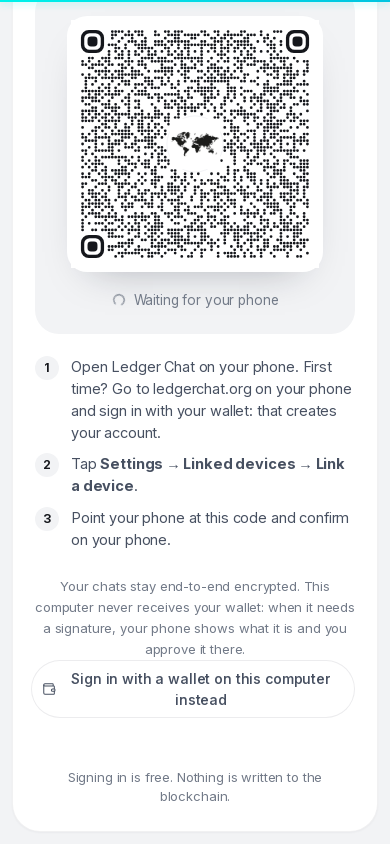 Waiting for your phone
1 Open Ledger Chat on your phone. First
time? Go to ledgerchat.org on your phone
and sign in with your wallet: that creates
your account.
2 Tap Settings → Linked devices → Link
a device.
3 Point your phone at this code and confirm
on your phone.
Your chats stay end-to-end encrypted. This
computer never receives your wallet: when it needs
a signature, your phone shows what it is and you
approve it there.
Sign in with a wallet on this computer
instead
Signing in is free. Nothing is written to the
blockchain.